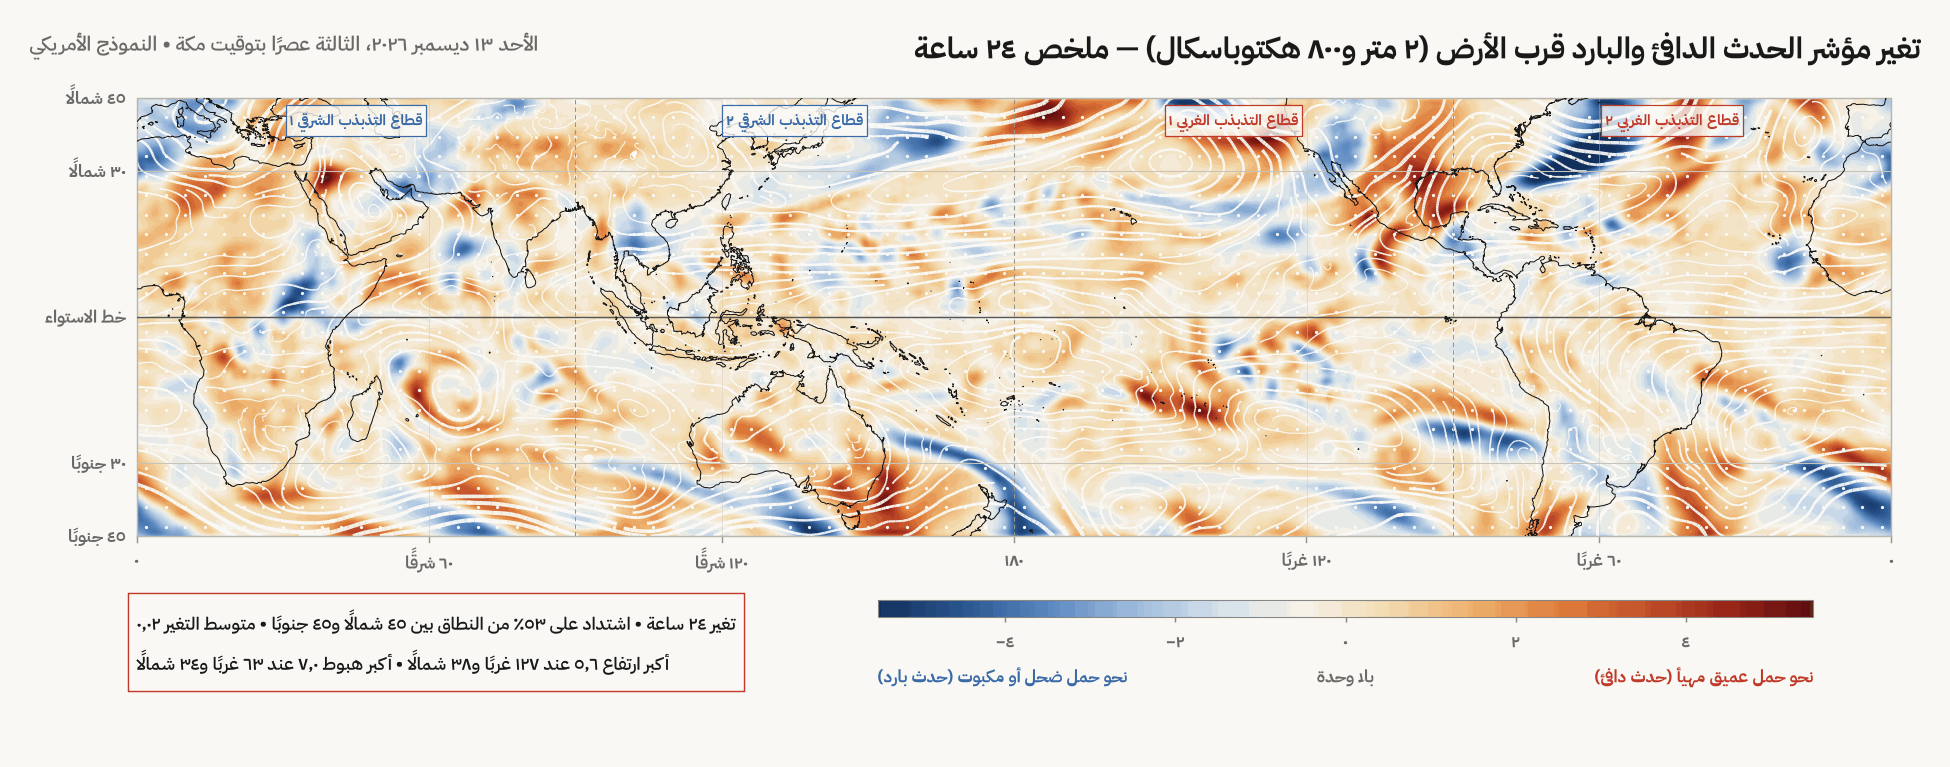 تغير مؤشر الحدث الدافئ والبارد قرب الأرض (٢ متر و٨٠٠ هكتوباسكال) — ملخص ٢٤ ساعة
الأحد ١٣ ديسمبر ٢٠٢٦، الثالثة عصرًا بتوقيت مكة • النموذج الأمريكي
٤٥ شمالًا
٣٠ شمالًا
خط الاستواء
٣٠ جنوبًا
٤٥ جنوبًا
قطاع التذبذب الشرقي ١
قطاع التذبذب الشرقي ٢
قطاع التذبذب الغربي ١
قطاع التذبذب الغربي ٢
٠
٦٠ شرقًا
١٢٠ شرقًا
١٨٠
١٢٠ غربًا
٦٠ غربًا
٠
تغير ٢٤ ساعة • اشتداد على ٥٣٪ من النطاق بين ٤٥ شمالًا و٤٥ جنوبًا • متوسط التغير ٠,٠٢
أكبر ارتفاع ٥,٦ عند ١٢٧ غربًا و٣٨ شمالًا • أكبر هبوط ٧,٠ عند ٦٣ غربًا و٣٤ شمالًا
−٤
−٢
٠
٢
٤
نحو حمل ضحل أو مكبوت (حدث بارد)
بلا وحدة
نحو حمل عميق مهيأ (حدث دافئ)